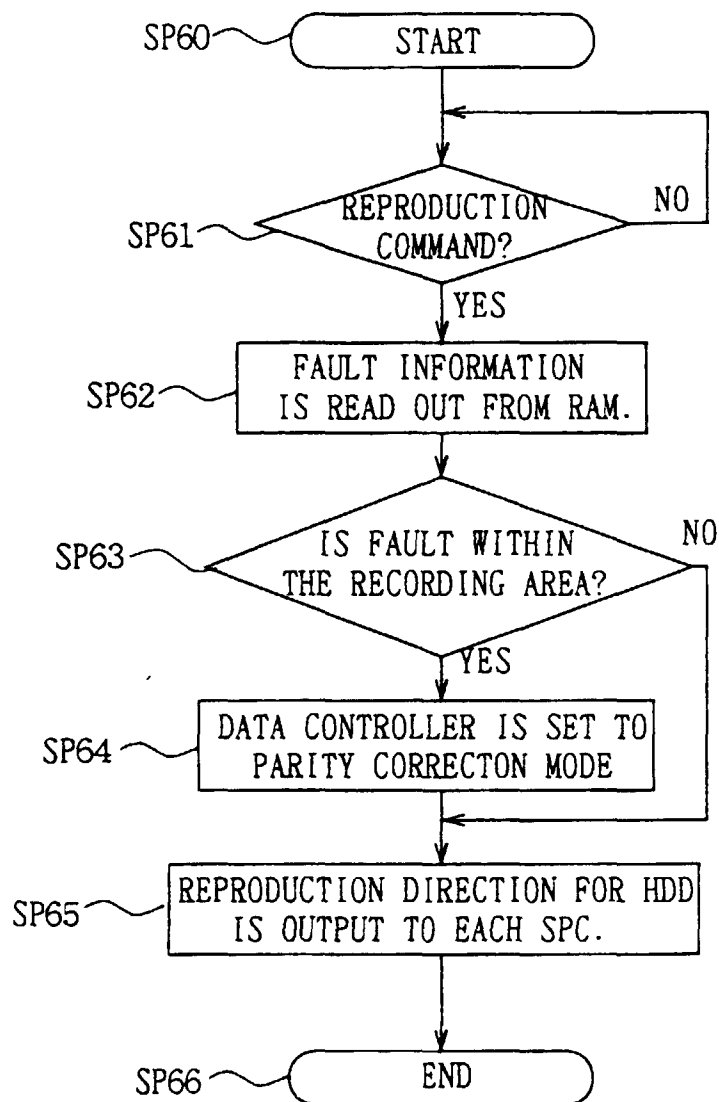 SP60
START
SP61
REPRODUCTION
COMMAND?
NO
YES
SP62
FAULT INFORMATION
IS READ OUT FROM RAM.
SP63
IS FAULT WITHIN
THE RECORDING AREA?
NO
YES
SP64
DATA CONTROLLER IS SET TO
PARITY CORRECTON MODE
SP65
REPRODUCTION DIRECTION FOR HDD
IS OUTPUT TO EACH SPC.
SP66
END